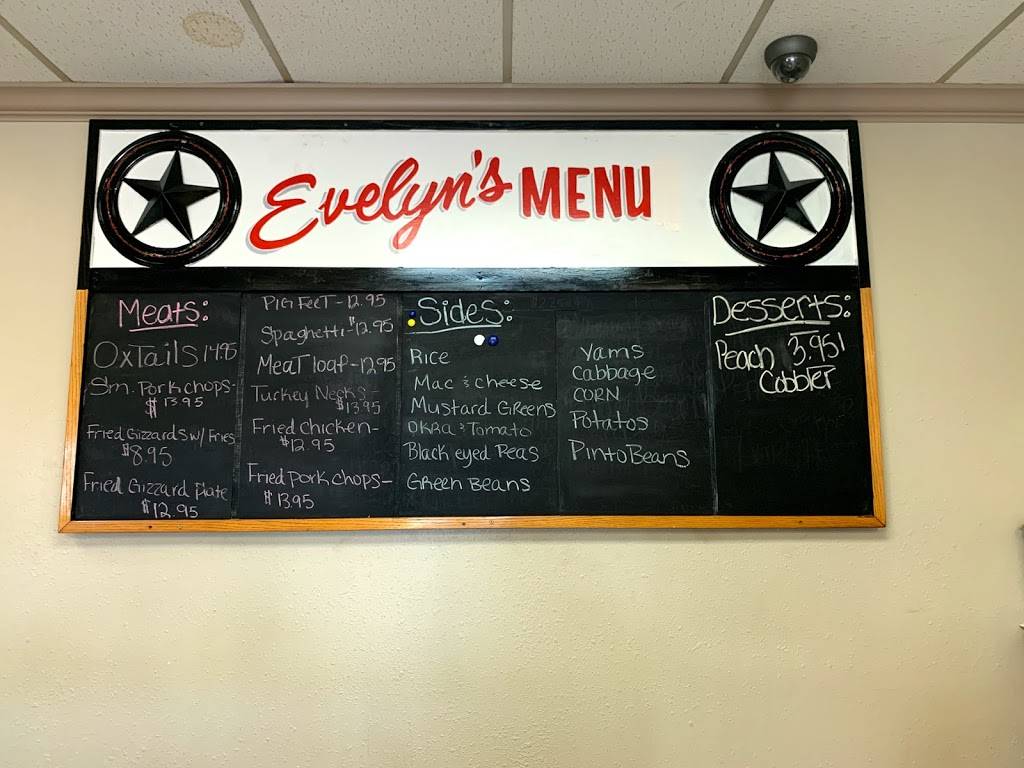 Evelyn's MENU
Meats:
OxTails 14.95
Sm. Pork chops-
$13.95
Fried Gizzards w/ Fries
$8.95
Fried Gizzard Plate
$12.95
Pig FeeT - 12.95
Spaghetti - $12.95
MeaT loaf - 12.95
Turkey Necks -
$13.95
Fried Chicken -
$12.95
Fried Pork chops -
$13.95
Sides:
Rice
Mac & cheese
Mustard Greens
OKRA & Tomato
Black eyed Peas
Green Beans
Yams
Cabbage
CORN
Potatos
Pinto Beans
Desserts:
Peach 3.95
Cobbler